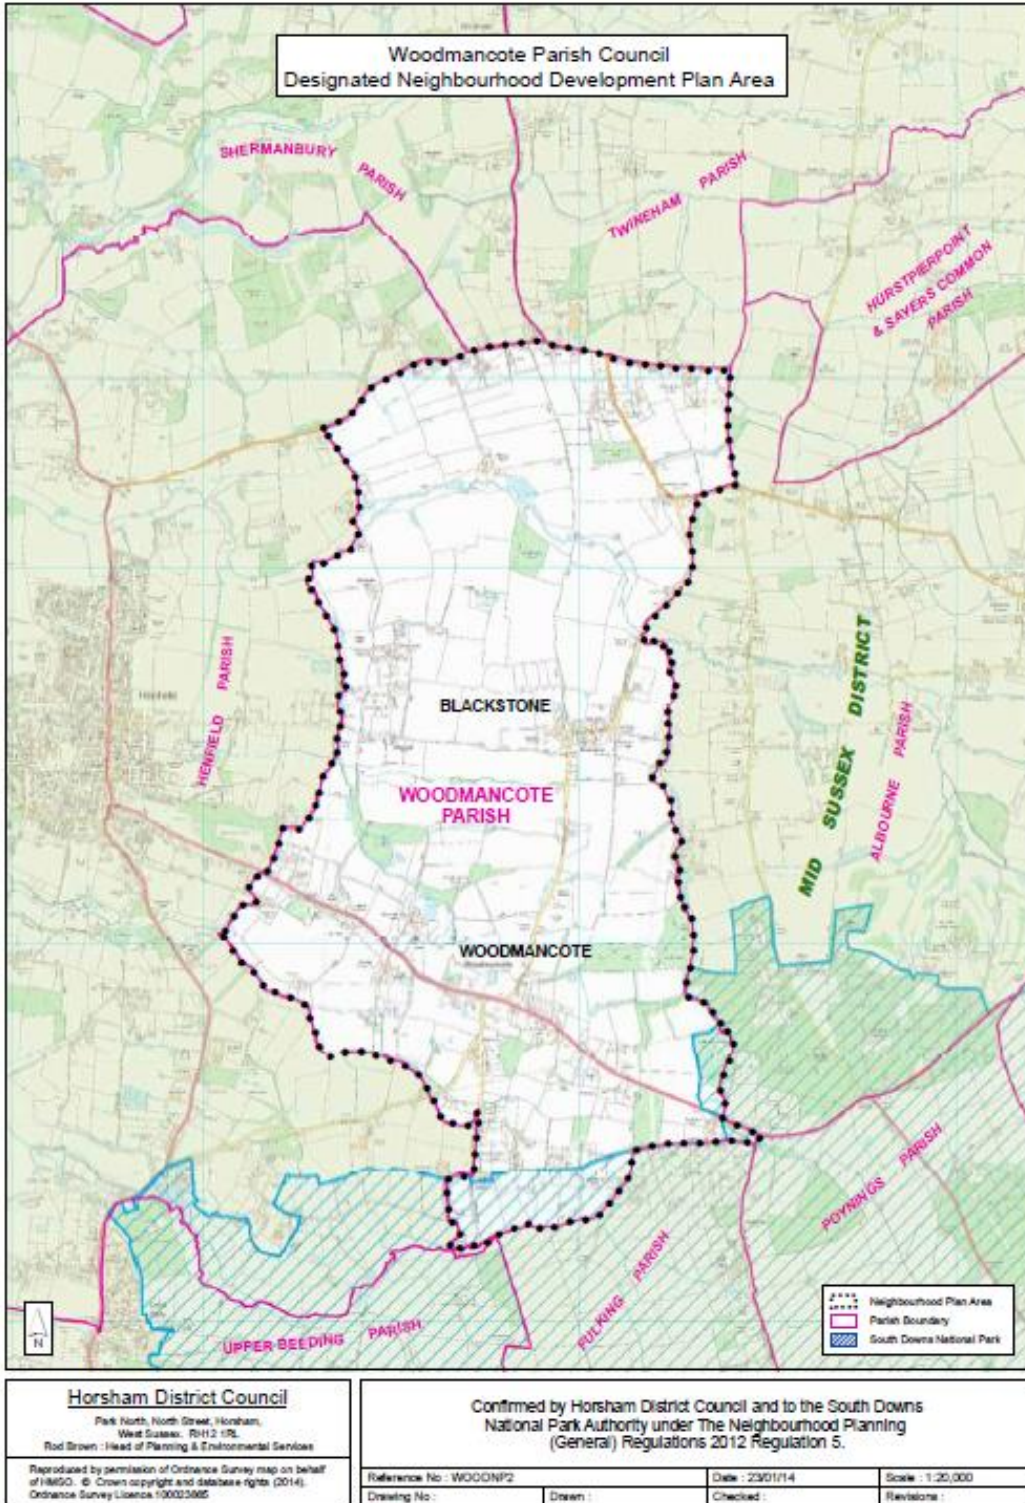 Woodmancote Parish Council
Designated Neighbourhood Development Plan Area
SHERMANBURY PARISH
TWINEHAM PARISH
HURSTPIERPOINT
& SAYERS COMMON
PARISH
HENFIELD PARISH
BLACKSTONE
WOODMANCOTE
PARISH
MID SUSSEX DISTRICT
ALBOURNE PARISH
WOODMANCOTE
POYNINGS PARISH
FULKING PARISH
UPPER BEEDING PARISH
N
Neighbourhood Plan Area
Parish Boundary
South Downs National Park
Horsham District Council
Park North, North Street, Horsham,
West Sussex. RH12 1RL
Rod Brown : Head of Planning & Environmental Services
Reproduced by permission of Ordnance Survey map on behalf
of HMSO. © Crown copyright and database rights (2014).
Ordnance Survey Licence.100023865
Confirmed by Horsham District Council and to the South Downs
National Park Authority under The Neighbourhood Planning
(General) Regulations 2012 Regulation 5.
Reference No : WOODNP2
Date : 23/01/14
Scale : 1:20,000
Drawing No :
Drawn :
Checked :
Revisions :